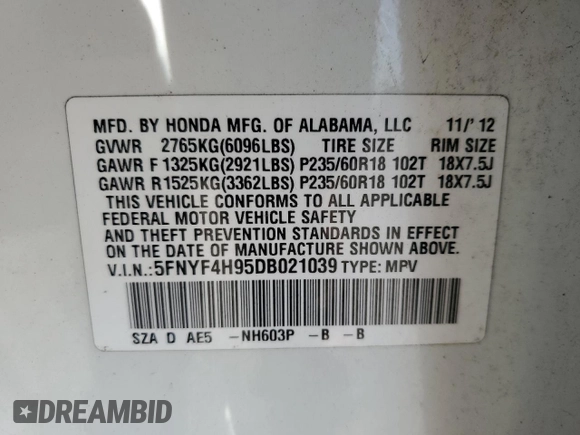 MFD. BY HONDA MFG. OF ALABAMA, LLC 11/'12
GVWR 2765KG(6096LBS) TIRE SIZE RIM SIZE
GAWR F 1325KG(2921LBS) P235/60R18 102T 18X7.5J
GAWR R 1525KG(3362LBS) P235/60R18 102T 18X7.5J
THIS VEHICLE CONFORMS TO ALL APPLICABLE
FEDERAL MOTOR VEHICLE SAFETY
AND THEFT PREVENTION STANDARDS IN EFFECT
ON THE DATE OF MANUFACTURE SHOWN ABOVE.
V.I.N.:5FNYF4H95DB021039 TYPE: MPV
SZA D AE5 -NH603P -B -B
DREAMBID